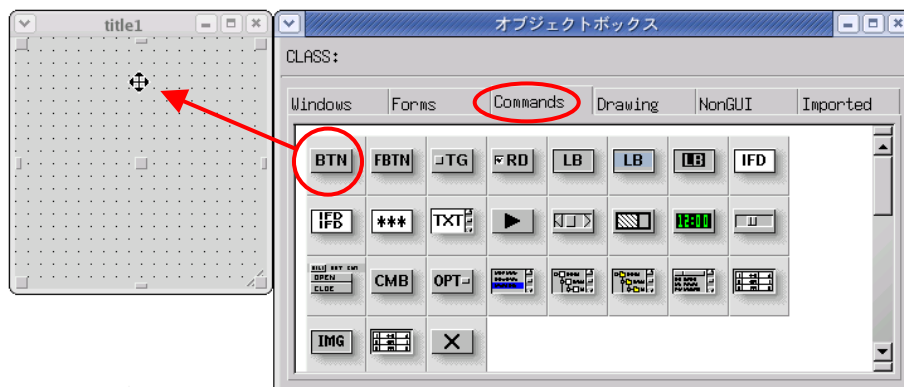 title1
オブジェクトボックス
CLASS:
Windows Forms Commands Drawing NonGUI Imported
BTN FBTN TG RD LB LB LB IFD
IFD IFD *** TXT 12:00
OPEN CLOE CMB OPT
IMG